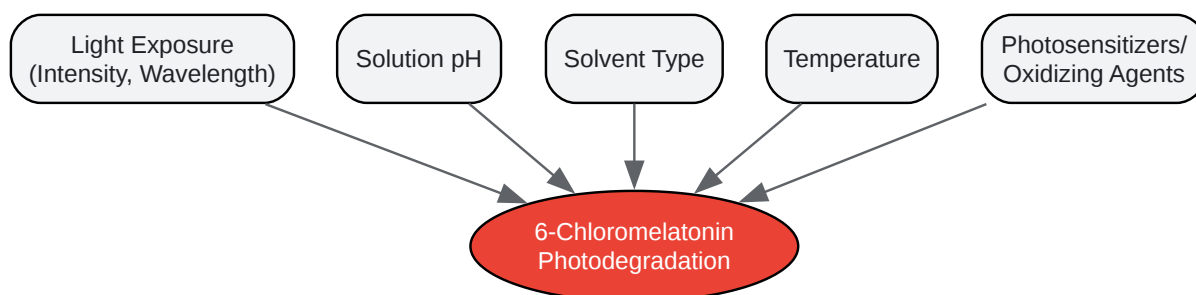 Light Exposure
(Intensity, Wavelength)
Solution pH
Solvent Type
Temperature
Photosensitizers/
Oxidizing Agents
6-Chloromelatonin
Photodegradation